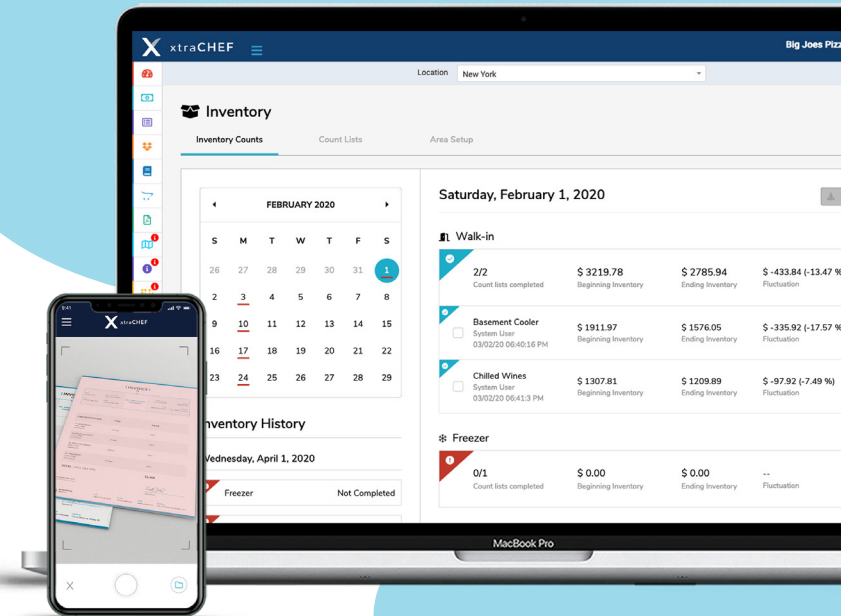 xtraCHEF
Big Joes Pizz
Location
New York
Inventory
Inventory Counts
Count Lists
Area Setup
FEBRUARY 2020
S M T W T F S
26 27 28 29 30 31 1
2 3 4 5 6 7 8
9 10 11 12 13 14 15
16 17 18 19 20 21 22
23 24 25 26 27 28 29
nventory History
Wednesday, April 1, 2020
Freezer
Not Completed
Saturday, February 1, 2020
Walk-in
2/2 $ 3219.78 $ 2785.94 $ -433.84 (-13.47 %
Count lists completed Beginning Inventory Ending Inventory Fluctuation
Basement Cooler
System User
03/02/20 06:40:16 PM
$ 1911.97 $ 1576.05 $ -335.92 (-17.57 %
Beginning Inventory Ending Inventory Fluctuation
Chilled Wines
System User
03/02/20 06:41:3 PM
$ 1307.81 $ 1209.89 $ -97.92 (-7.49 %)
Beginning Inventory Ending Inventory Fluctuation
Freezer
0/1 $ 0.00 $ 0.00 --
Count lists completed Beginning Inventory Ending Inventory Fluctuation
MacBook Pro
9:41
xtraCHEF
INVOICE